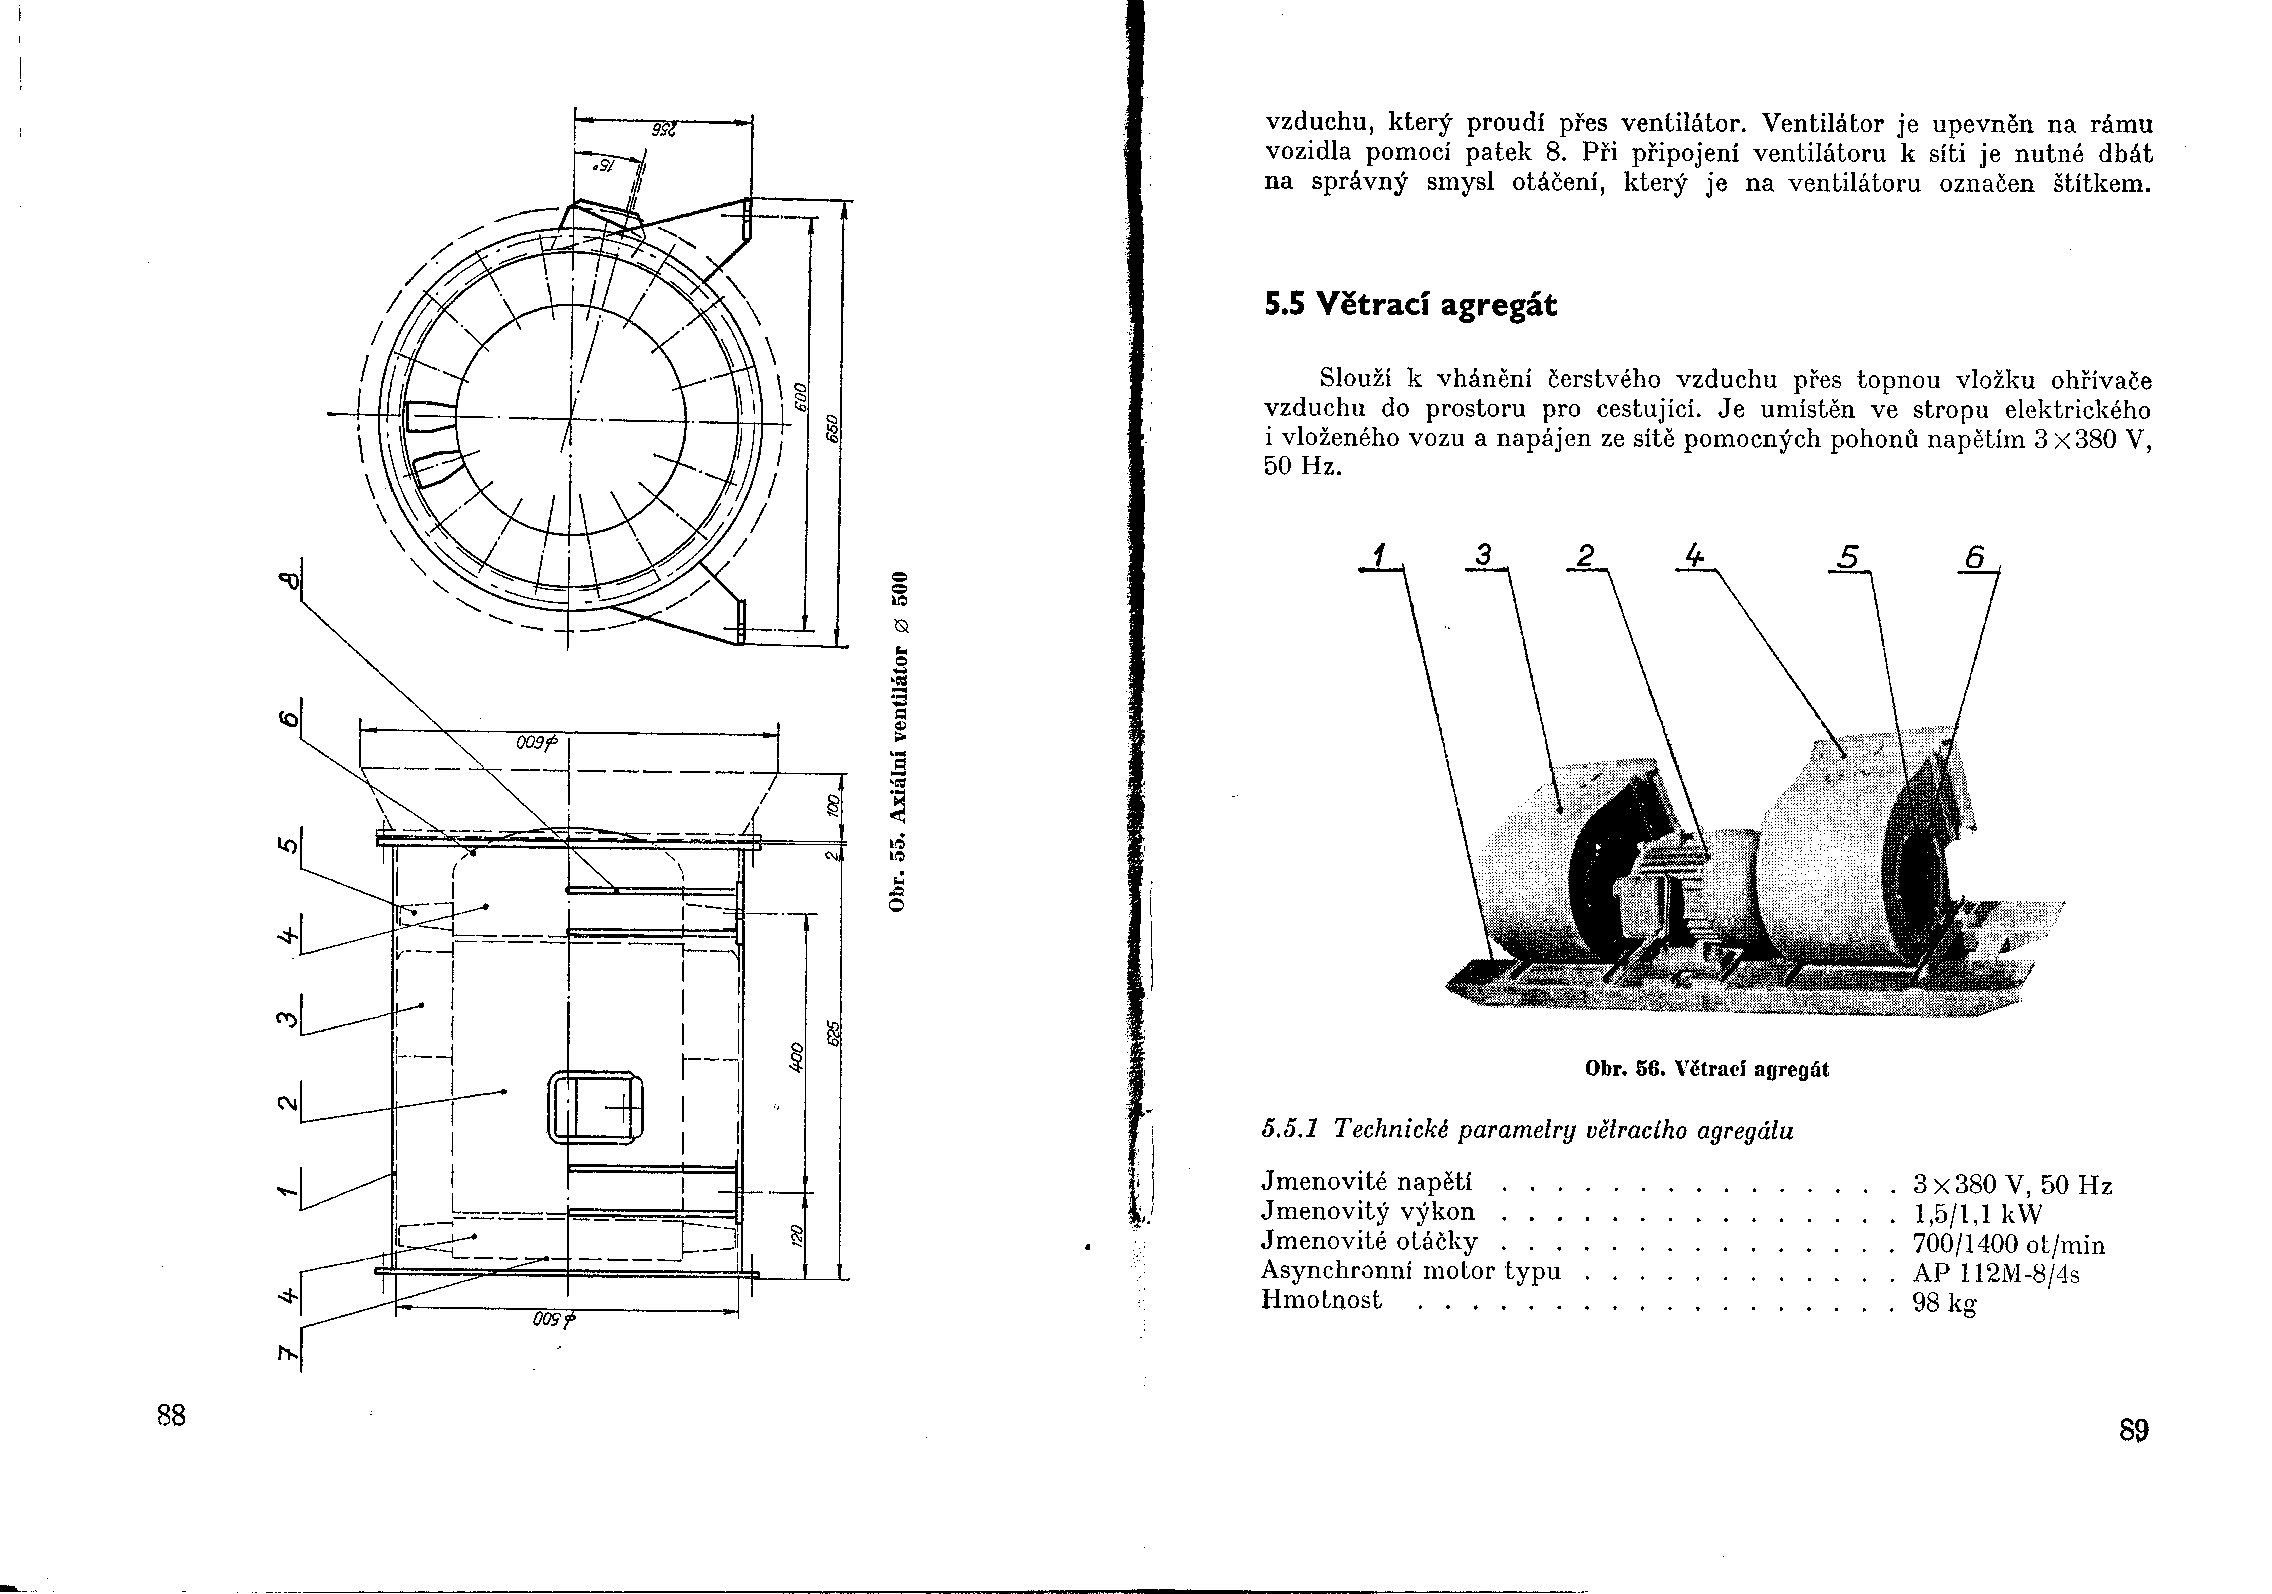 256
15°
600
650
8
6
5
4
3
2
1
4
7
φ600
100
2
400
625
120
φ500
Obr. 55. Axiální ventilátor ∅ 500
88
vzduchu, který proudí přes ventilátor. Ventilátor je upevněn na rámu
vozidla pomocí patek 8. Při připojení ventilátoru k síti je nutné dbát
na správný smysl otáčení, který je na ventilátoru označen štítkem.
5.5 Větrací agregát
Slouží k vhánění čerstvého vzduchu přes topnou vložku ohřívače
vzduchu do prostoru pro cestující. Je umístěn ve stropu elektrického
i vloženého vozu a napájen ze sítě pomocných pohonů napětím 3×380 V,
50 Hz.
1 3 2 4 5 6
Obr. 56. Větrací agregát
5.5.1 Technické parametry větracího agregátu
Jmenovité napětí . . . . . . . . . . . . . . . 3×380 V, 50 Hz
Jmenovitý výkon . . . . . . . . . . . . . . . 1,5/1,1 kW
Jmenovité otáčky . . . . . . . . . . . . . . . 700/1400 ot/min
Asynchronní motor typu . . . . . . . . . . . . AP 112M-8/4s
Hmotnost . . . . . . . . . . . . . . . . . . 98 kg
89